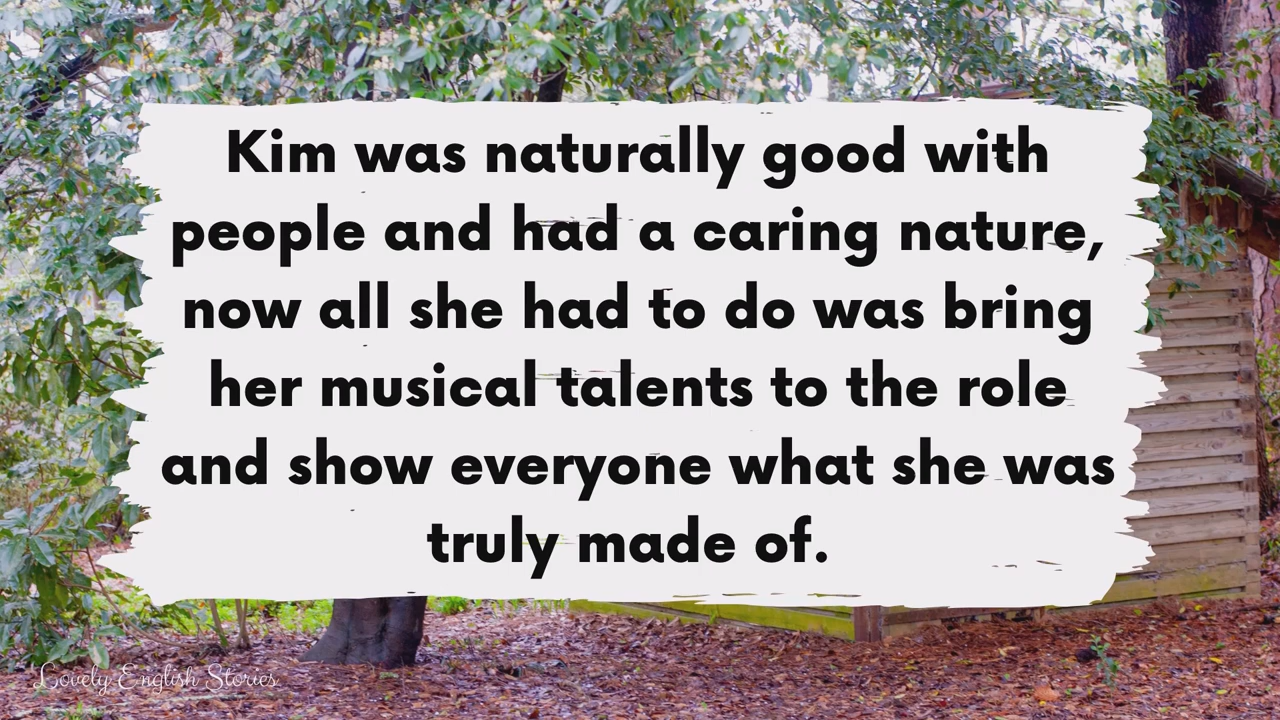 Kim was naturally good with
people and had a caring nature,
now all she had to do was bring
her musical talents to the role
and show everyone what she was
truly made of.
Lovely English Stories